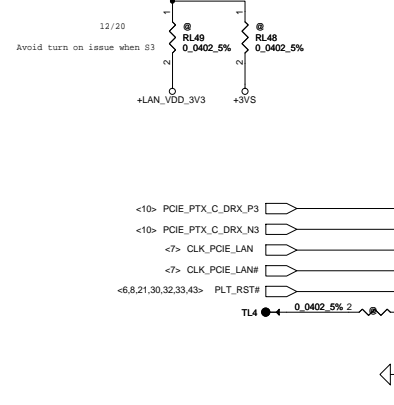 1 1
12/20 @ @
RL49 RL48
Avoid turn on issue when S3 0_0402_5% 0_0402_5%
2 2
+LAN_VDD_3V3 +3VS
<10> PCIE_PTX_C_DRX_P3
<10> PCIE_PTX_C_DRX_N3
<7> CLK_PCIE_LAN
<7> CLK_PCIE_LAN#
<6,8,21,30,32,33,43> PLT_RST#
TL4 0_0402_5% 2 @